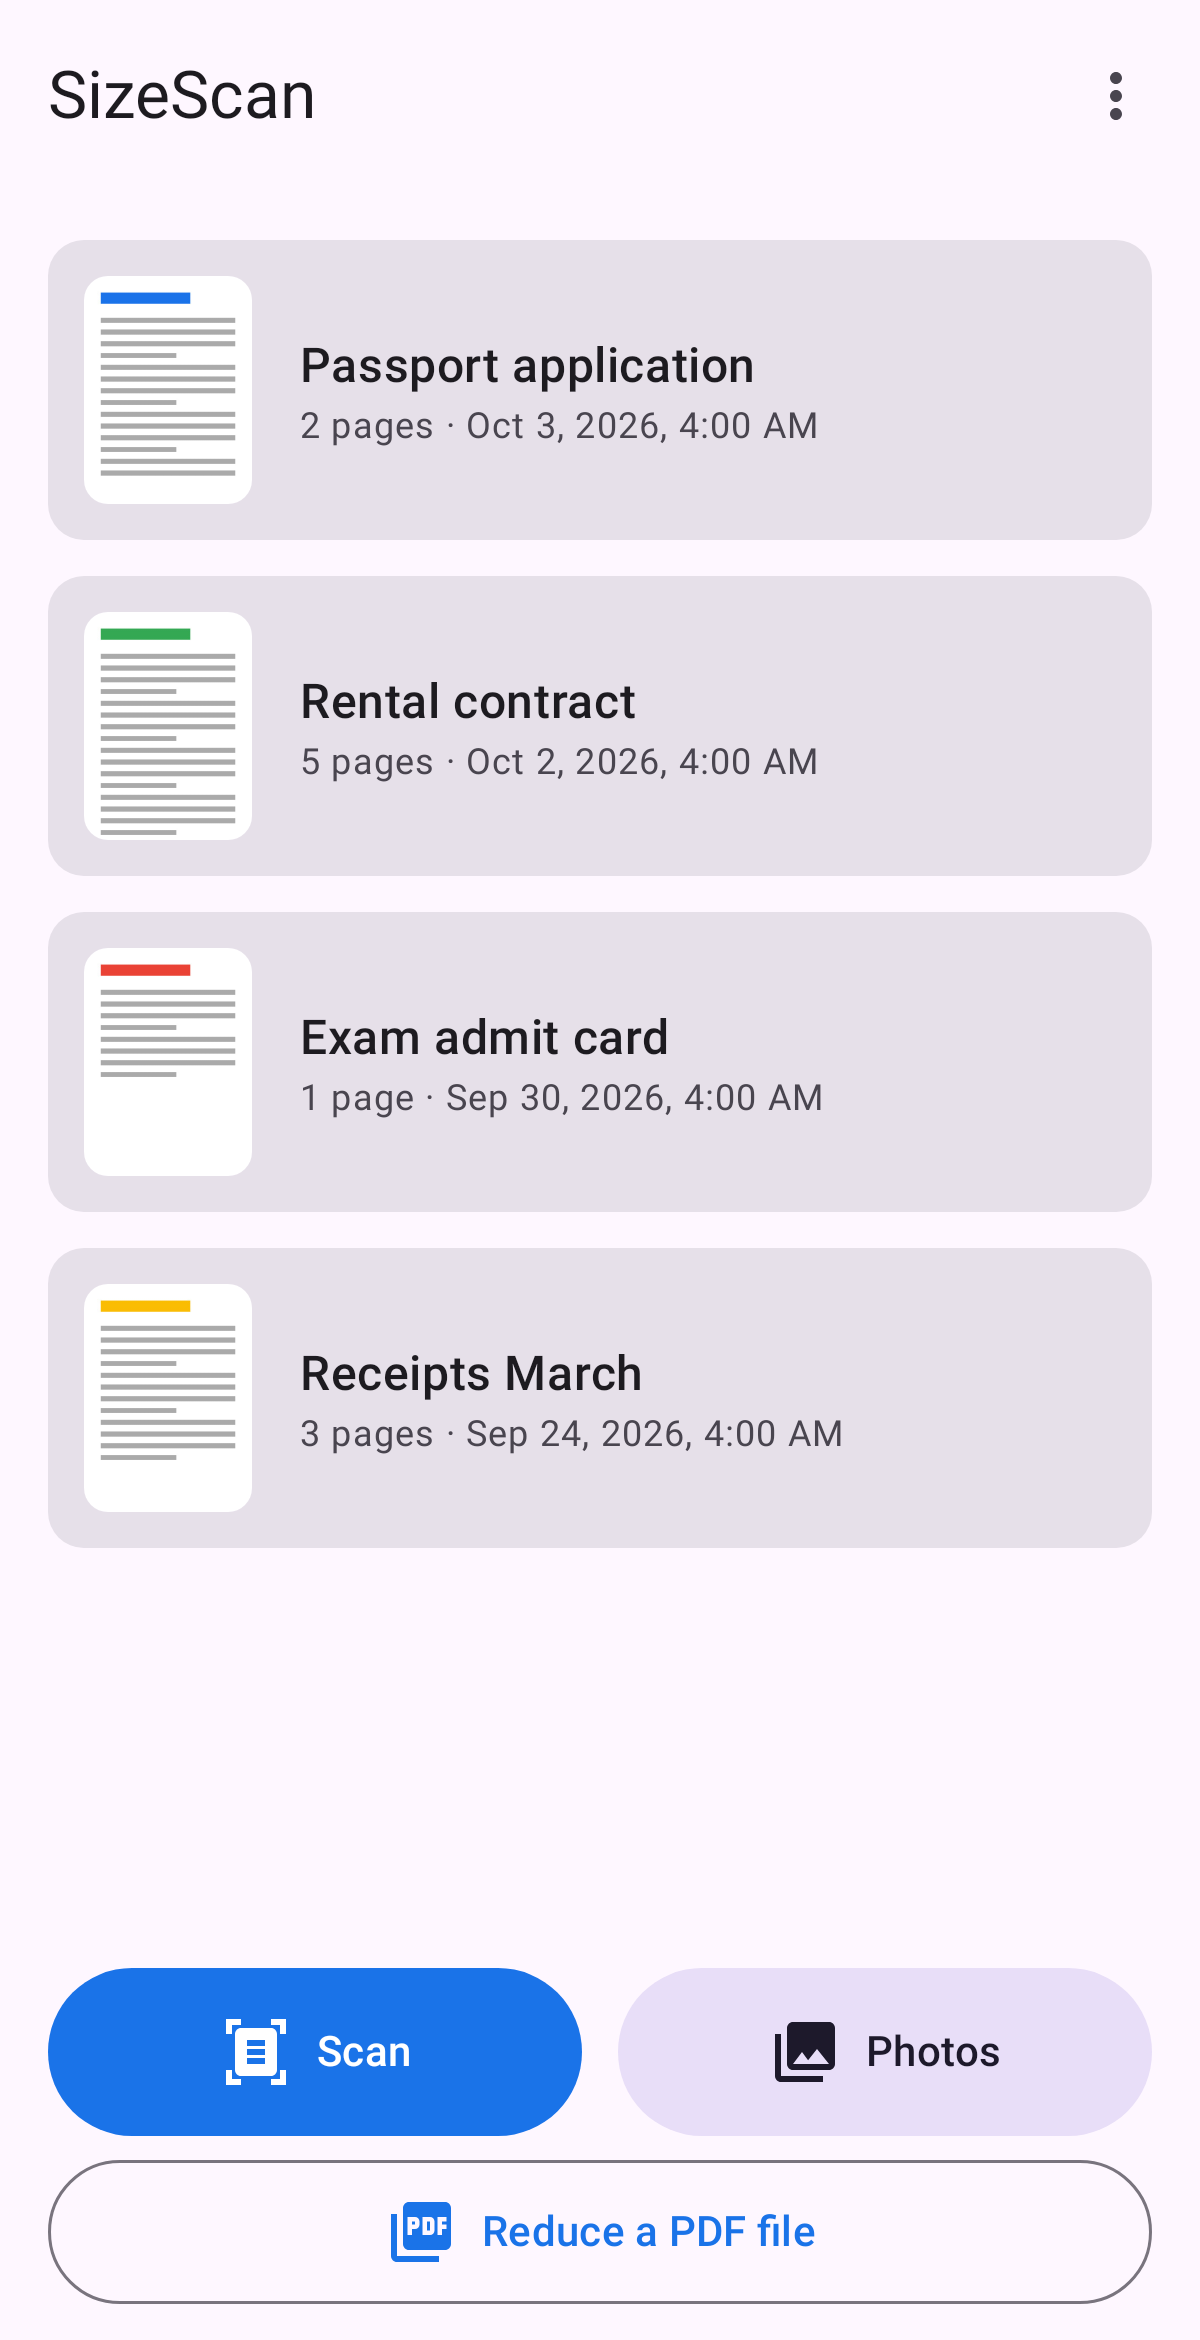 SizeScan
Passport application
2 pages · Oct 3, 2026, 4:00 AM
Rental contract
5 pages · Oct 2, 2026, 4:00 AM
Exam admit card
1 page · Sep 30, 2026, 4:00 AM
Receipts March
3 pages · Sep 24, 2026, 4:00 AM
Scan
Photos
PDF Reduce a PDF file